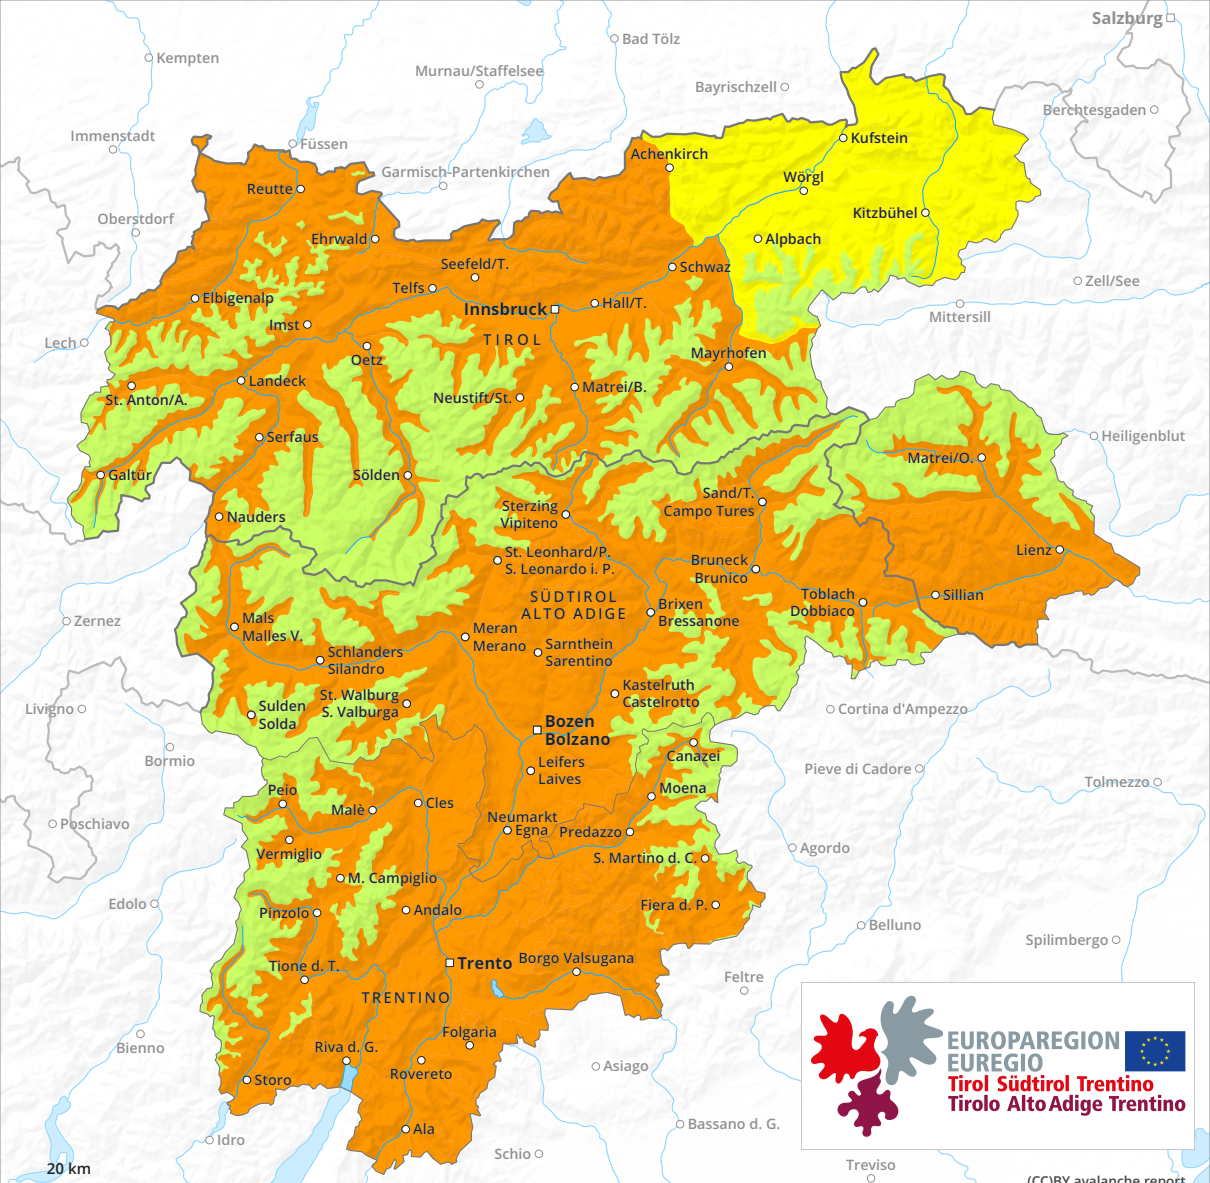 Salzburg
Bad Tölz
Kempten
Murnau/Staffelsee
Bayrischzell
Berchtesgaden
Immenstadt
Füssen
Kufstein
Achenkirch
Garmisch-Partenkirchen
Wörgl
Reutte
Oberstdorf
Kitzbühel
Ehrwald
Alpbach
Seefeld/T.
Schwaz
Zell/See
Telfs
Elbigenalp
Hall/T.
Innsbruck
Mittersill
Imst
TIROL
Lech
Oetz
Mayrhofen
Landeck
Matrei/B.
St. Anton/A.
Neustift/St.
Serfaus
Heiligenblut
Matrei/O.
Galtür
Sölden
Sand/T.
Campo Tures
Sterzing
Vipiteno
Nauders
St. Leonhard/P.
S. Leonardo i. P.
Bruneck
Brunico
Lienz
SÜDTIROL
ALTO ADIGE
Toblach
Dobbiaco
Sillian
Brixen
Bressanone
Zernez
Mals
Malles V.
Meran
Merano
Sarnthein
Sarentino
Schlanders
Silandro
Kastelruth
Castelrotto
St. Walburg
S. Valburga
Livigno
Sulden
Solda
Cortina d'Ampezzo
Bozen
Bolzano
Bormio
Canazei
Leifers
Laives
Pieve di Cadore
Tolmezzo
Peio
Moena
Malè
Cles
Poschiavo
Neumarkt
Egna
Predazzo
Vermiglio
Agordo
S. Martino d. C.
M. Campiglio
Edolo
Pinzolo
Andalo
Fiera d. P.
Belluno
Spilimbergo
Tione d. T.
Trento
Borgo Valsugana
Feltre
TRENTINO
Folgaria
Bienno
Riva d. G.
Rovereto
Asiago
Storo
EUROPAREGION
EUREGIO
Tirol Südtirol Trentino
Tirolo Alto Adige Trentino
Ala
Bassano d. G.
Idro
Schio
20 km
Treviso
(CC)BY avalanche.report